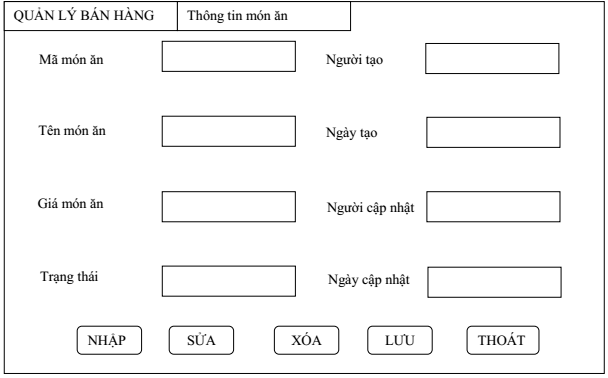 QUẢN LÝ BÁN HÀNG Thông tin món ăn
Mã món ăn Người tạo
Tên món ăn Ngày tạo
Giá món ăn Người cập nhật
Trạng thái Ngày cập nhật
NHẬP SỬA XÓA LƯU THOÁT